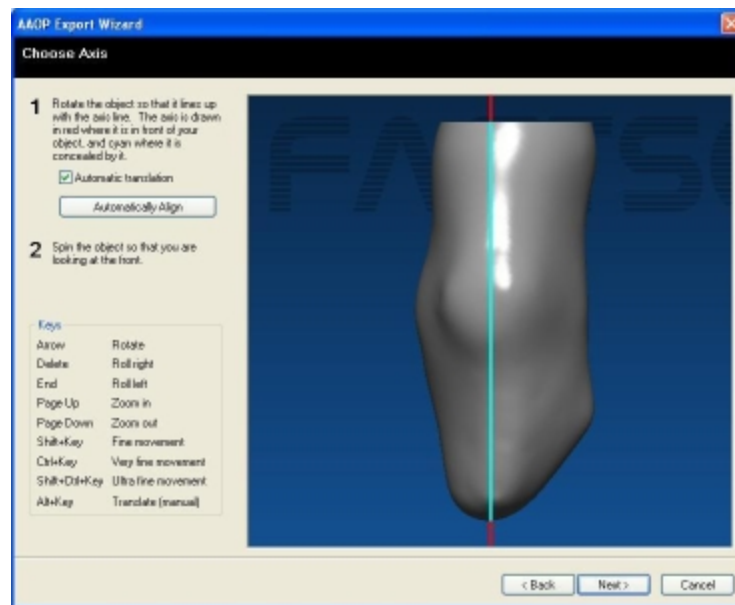 AAOP Export Wizard
Choose Axis
1 Rotate the object so that it lines up
with the axis line. The axis is drawn
in red where it is in front of your
object, and cyan where it is
concealed by it.
Automatic translation
Automatically Align
2 Spin the object so that you are
looking at the front.
Keys
Arrow Rotate
Delete Roll right
End Roll left
Page Up Zoom in
Page Down Zoom out
Shift+Key Fine movement
Ctrl+Key Very fine movement
Shift+Ctrl+Key Ultra fine movement
Alt+Key Translate (manual)
< Back Next > Cancel